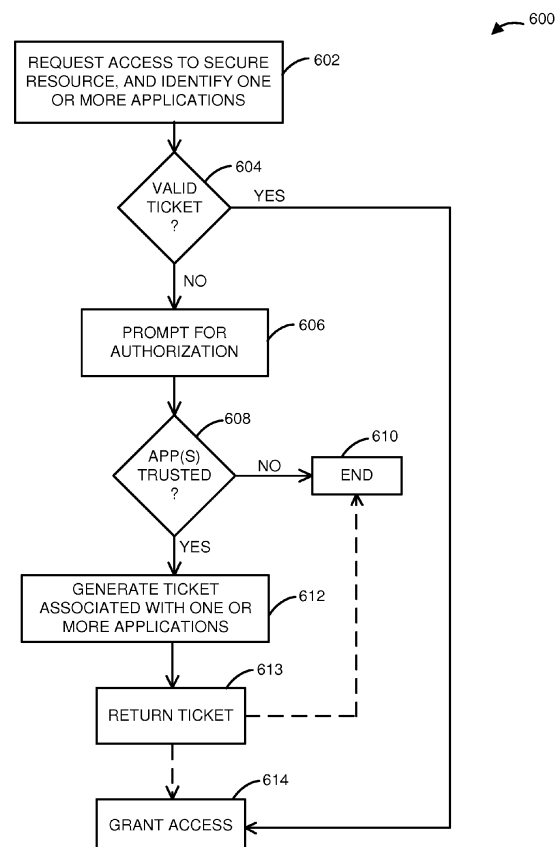 600
REQUEST ACCESS TO SECURE
RESOURCE, AND IDENTIFY ONE
OR MORE APPLICATIONS
602
604
VALID
TICKET
?
YES
NO
PROMPT FOR
AUTHORIZATION
606
608
APP(S)
TRUSTED
?
NO
610
END
YES
GENERATE TICKET
ASSOCIATED WITH ONE OR
MORE APPLICATIONS
612
613
RETURN TICKET
614
GRANT ACCESS